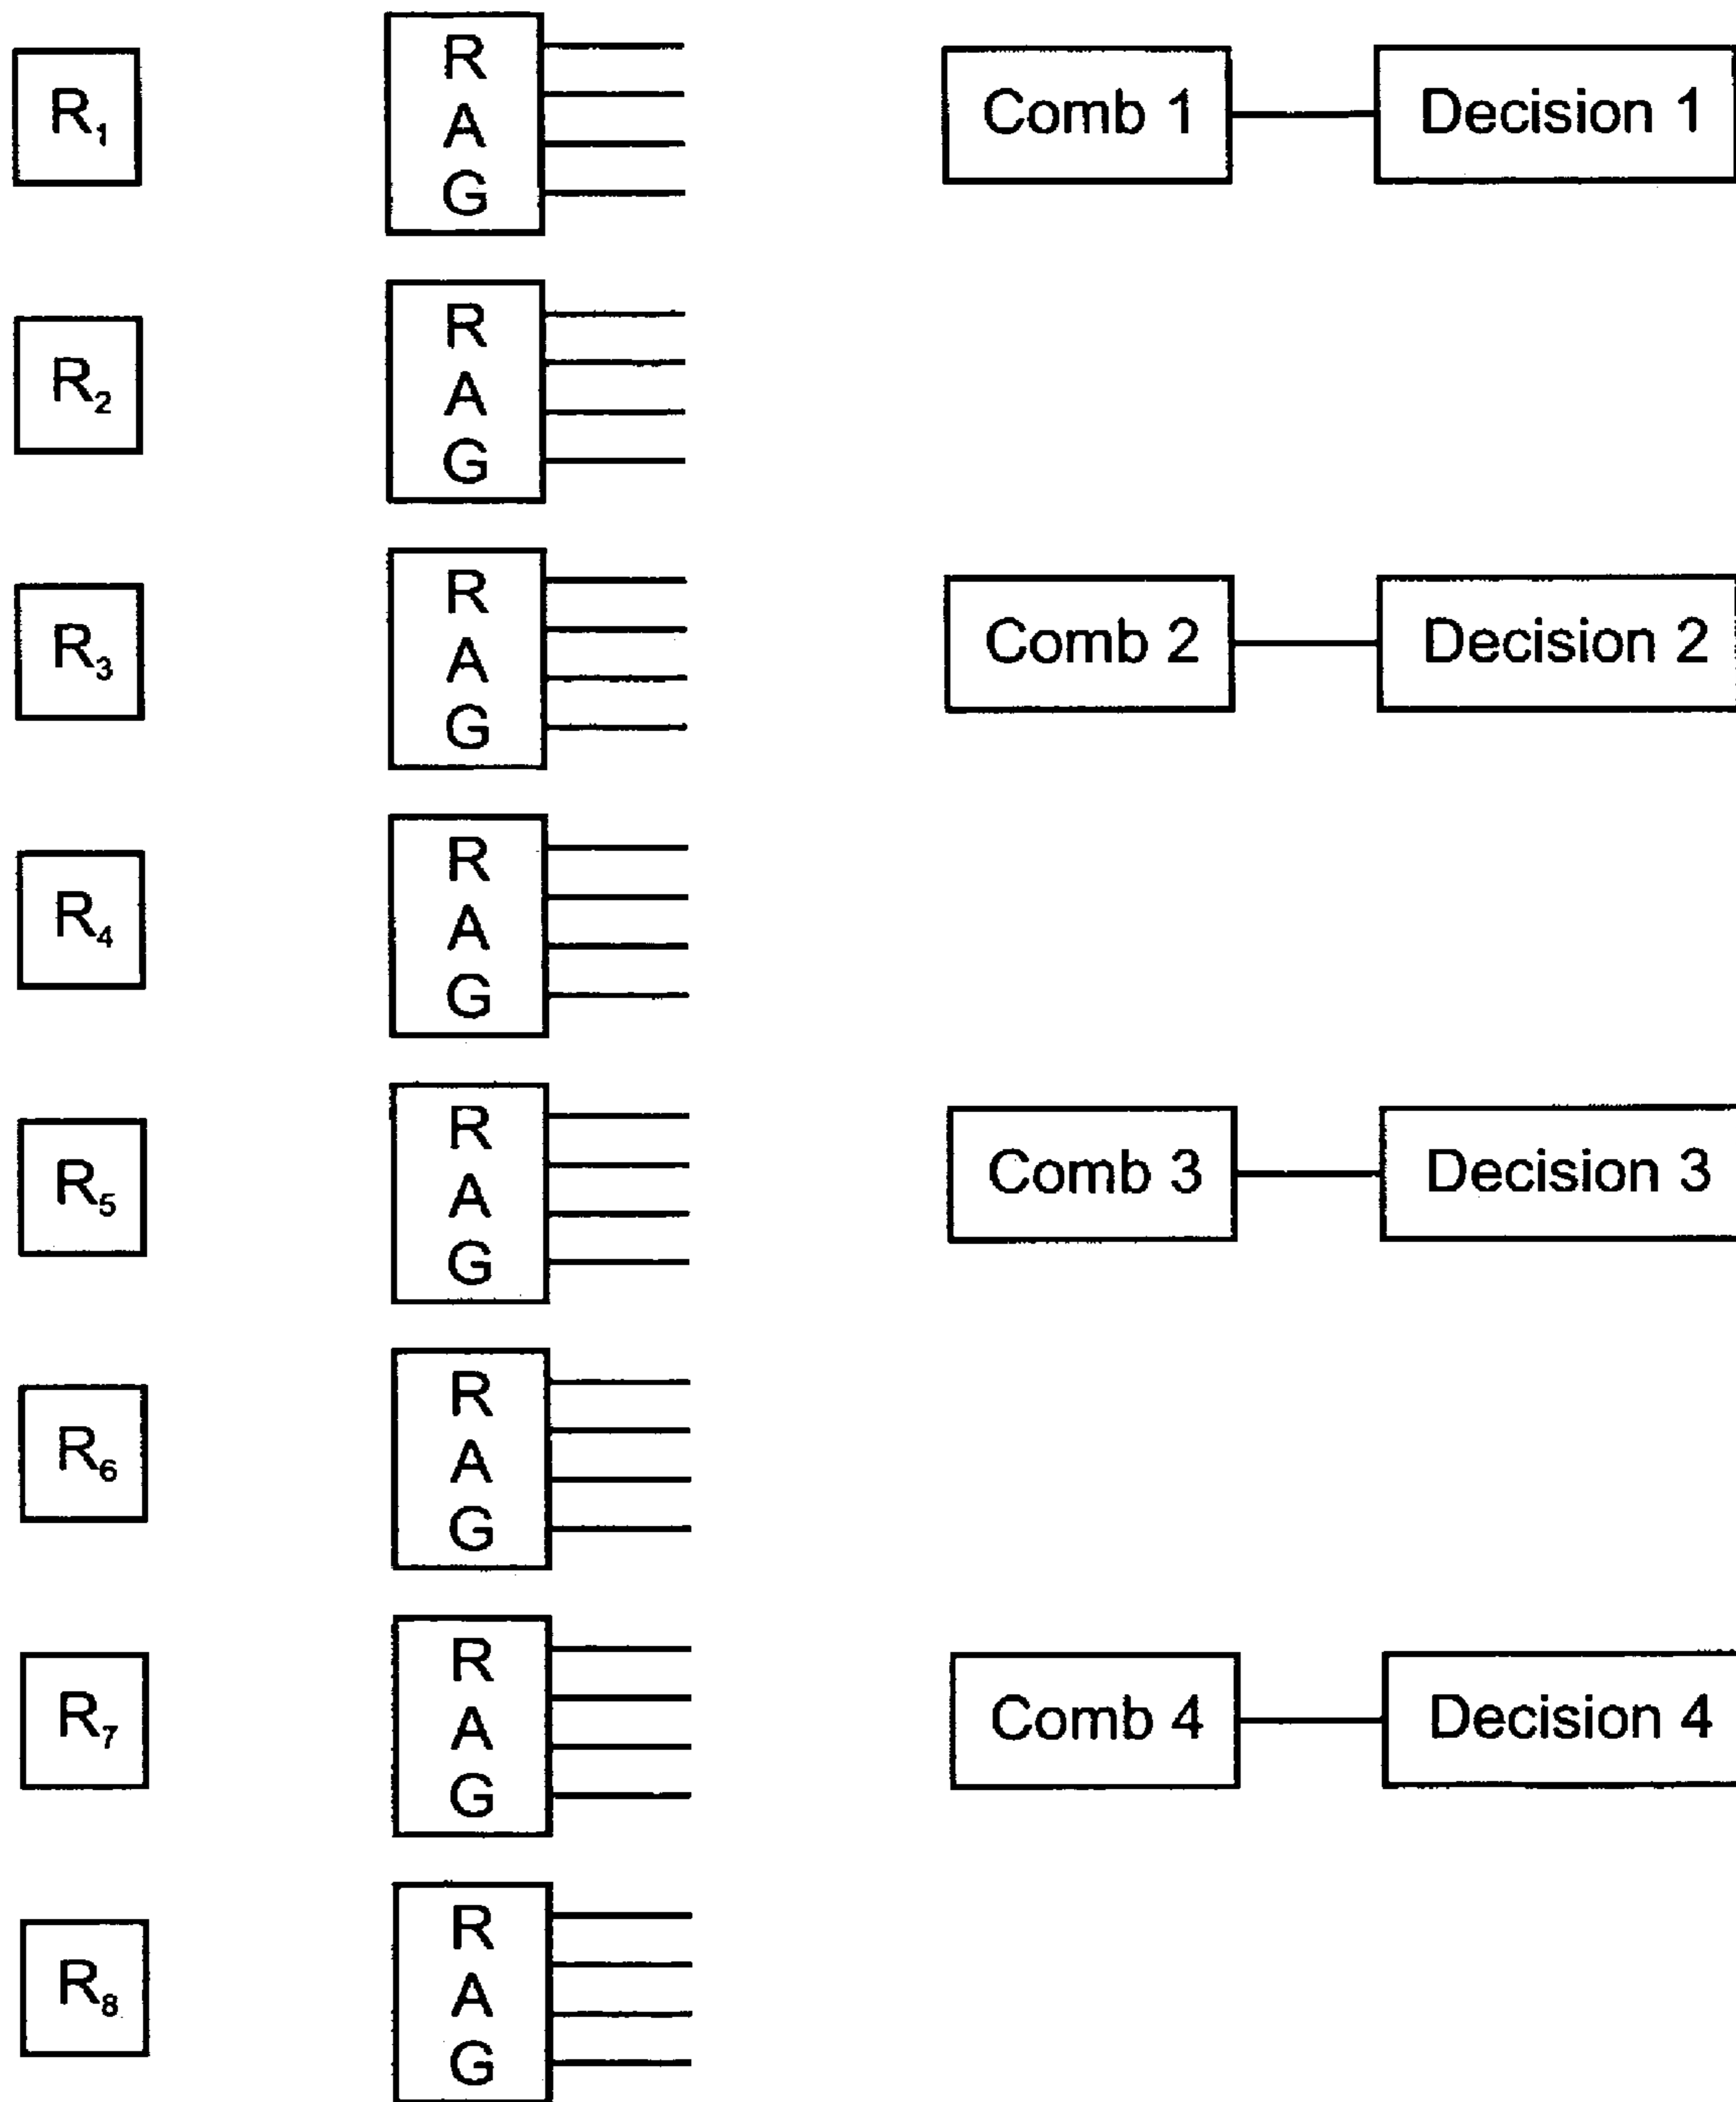 R₁
R
A
G
Comb 1
Decision 1
R₂
R
A
G
R₃
R
A
G
Comb 2
Decision 2
R₄
R
A
G
R₅
R
A
G
Comb 3
Decision 3
R₆
R
A
G
R₇
R
A
G
Comb 4
Decision 4
R₈
R
A
G